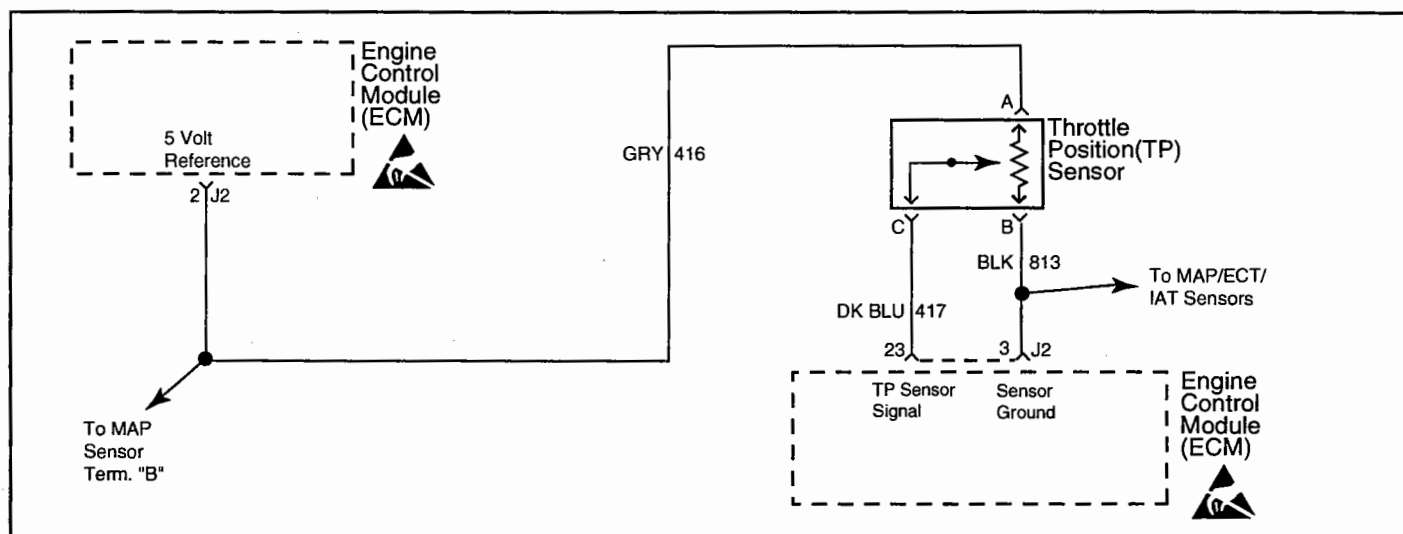 Engine
Control
Module
(ECM)
5 Volt
Reference
2 J2
GRY 416
To MAP
Sensor
Term. "B"
A
Throttle
Position(TP)
Sensor
C B
BLK 813
To MAP/ECT/
IAT Sensors
DK BLU 417
23 3 J2
TP Sensor
Signal
Sensor
Ground
Engine
Control
Module
(ECM)